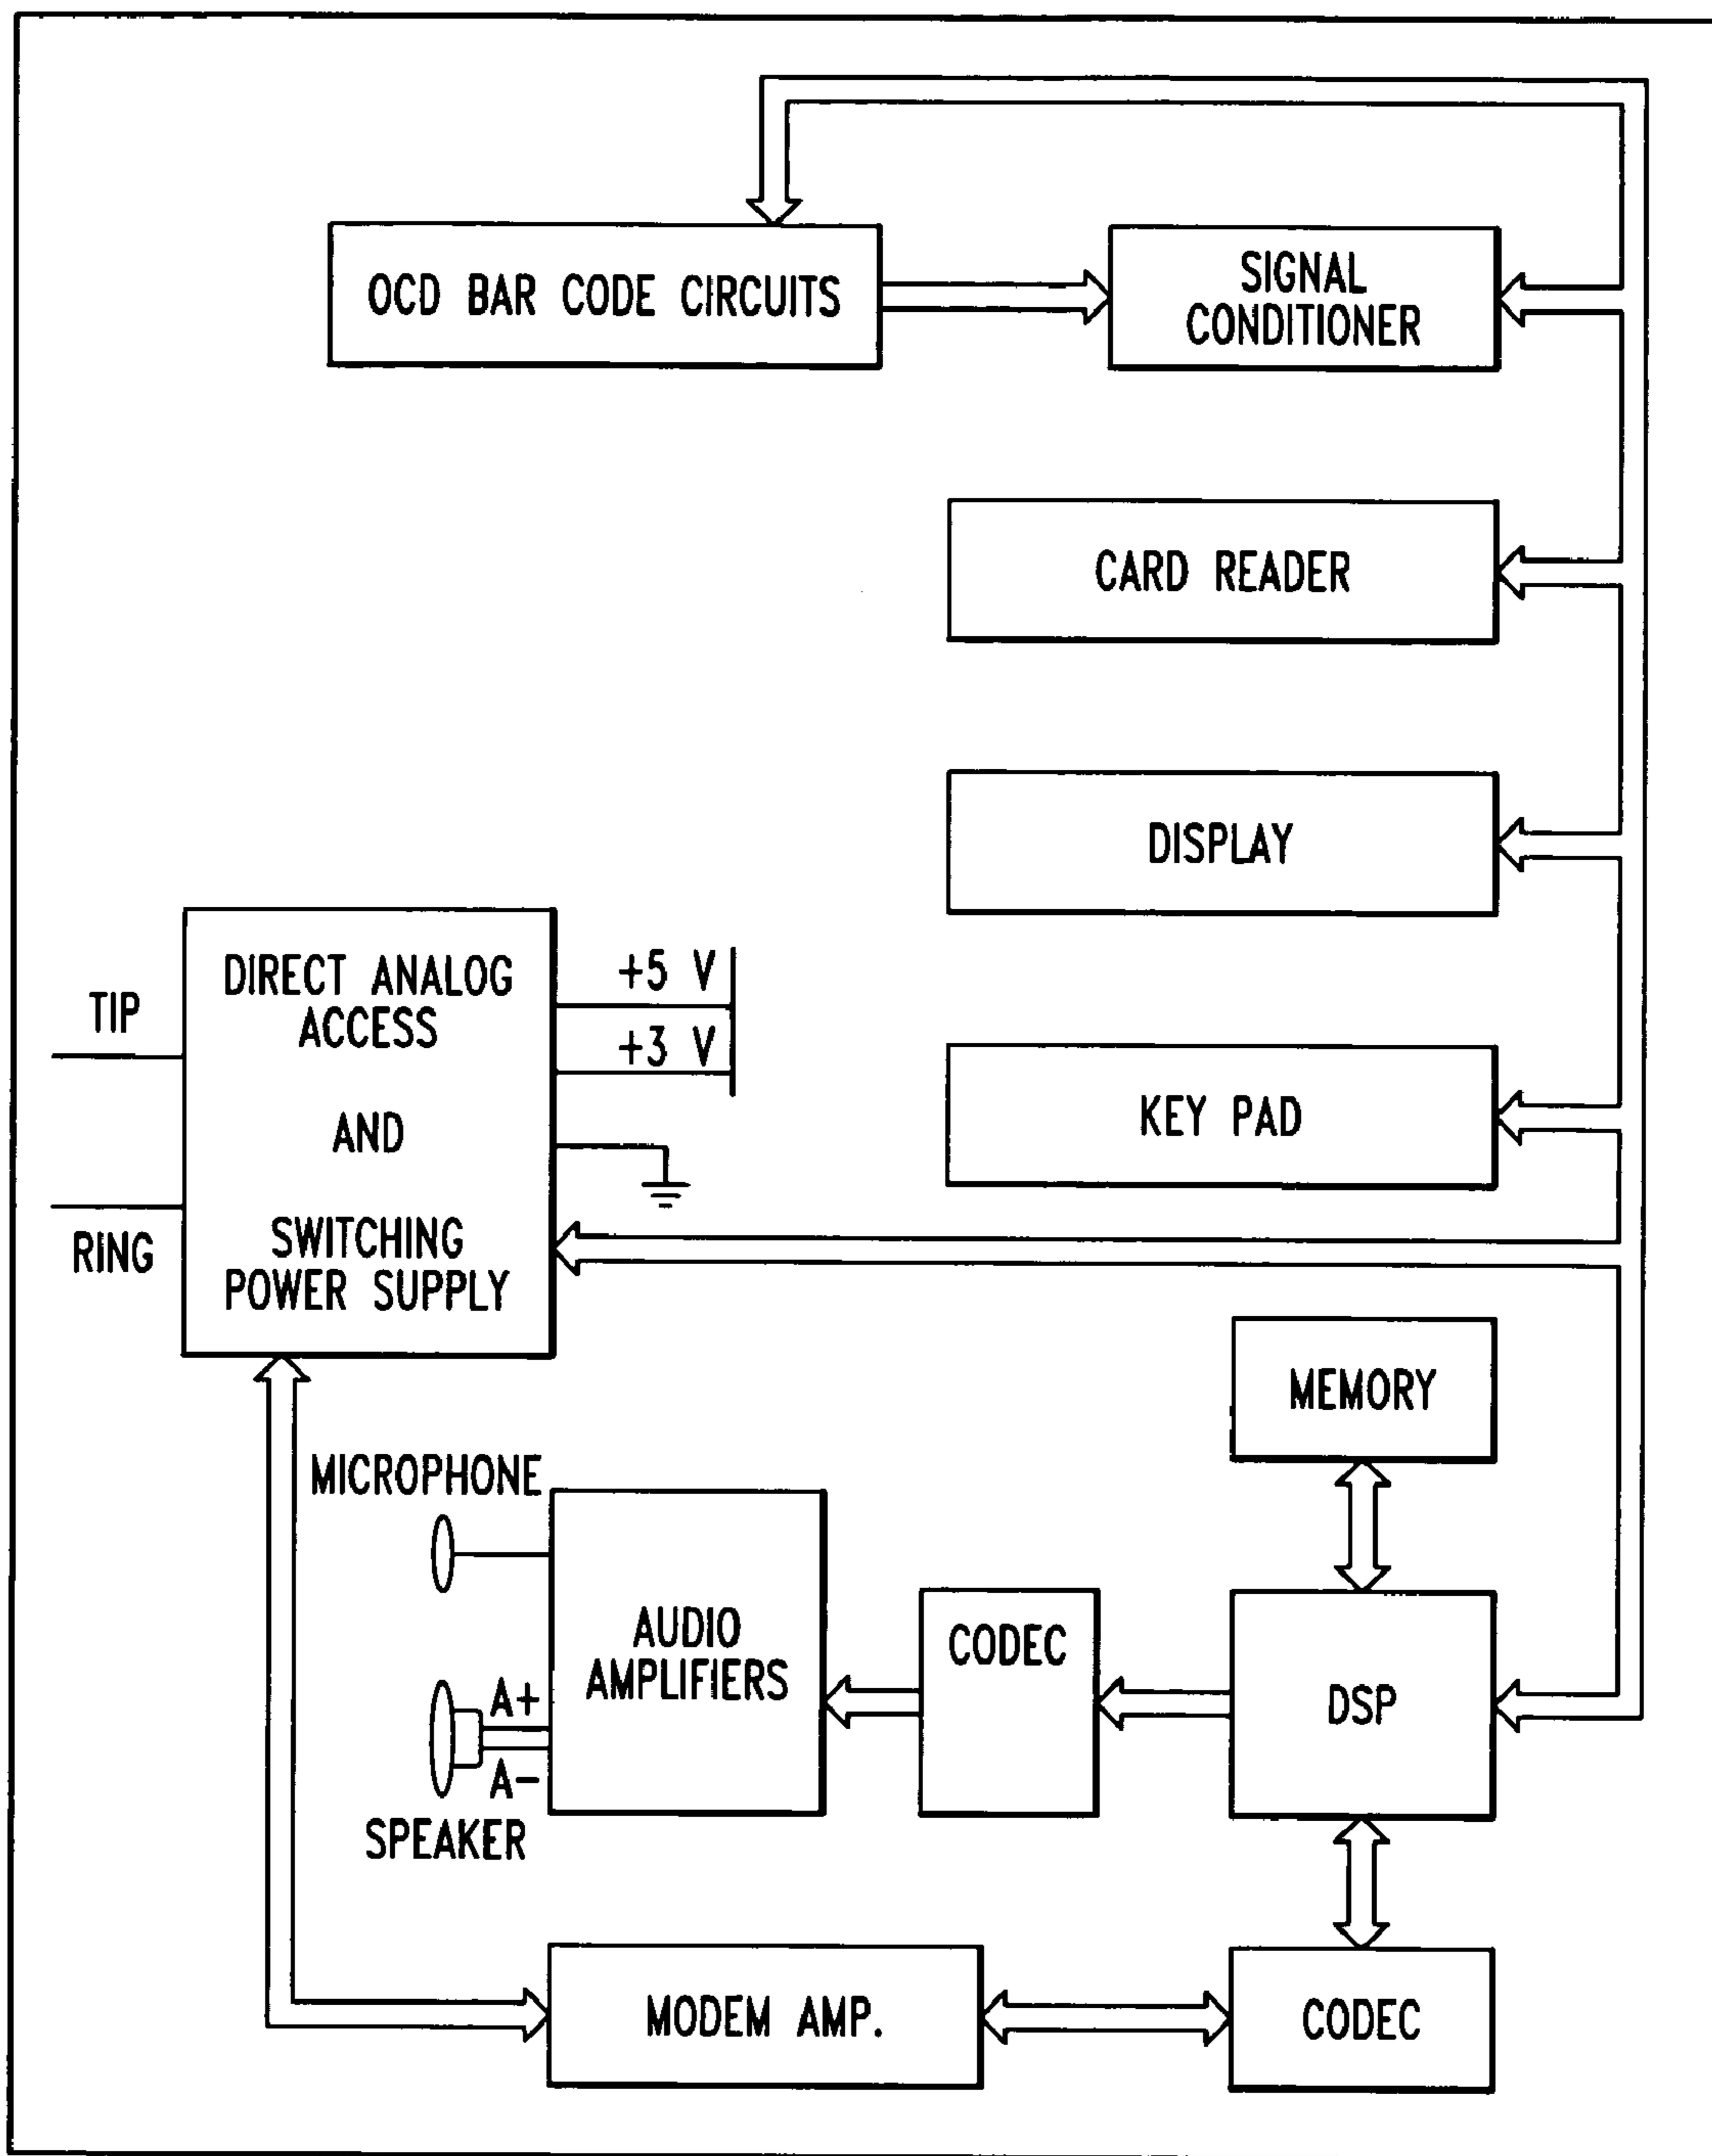 OCD BAR CODE CIRCUITS
SIGNAL
CONDITIONER
CARD READER
DISPLAY
DIRECT ANALOG
ACCESS
AND
SWITCHING
POWER SUPPLY
TIP
RING
+5 V
+3 V
KEY PAD
MEMORY
MICROPHONE
AUDIO
AMPLIFIERS
A+
A-
SPEAKER
CODEC
DSP
MODEM AMP.
CODEC